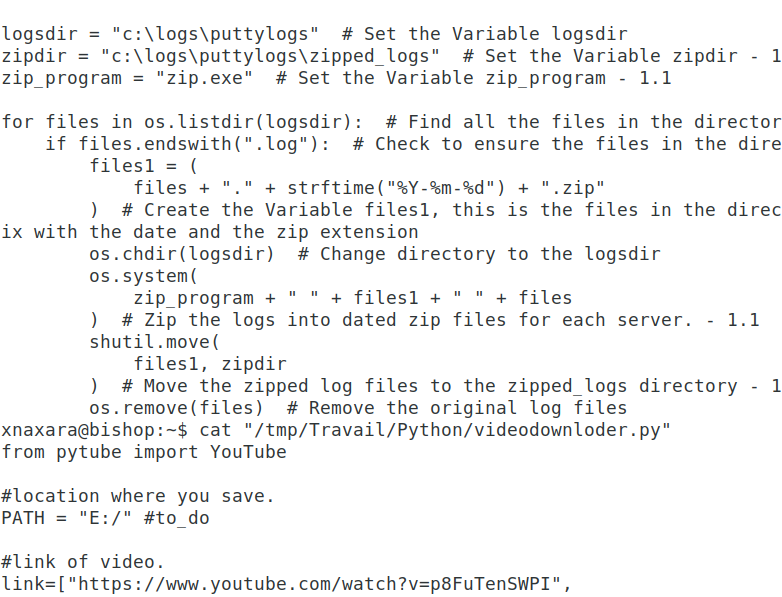 logsdir = "c:\logs\puttylogs"  # Set the Variable logsdir
zipdir = "c:\logs\puttylogs\zipped_logs"  # Set the Variable zipdir - 1
zip_program = "zip.exe"  # Set the Variable zip_program - 1.1

for files in os.listdir(logsdir):  # Find all the files in the director
    if files.endswith(".log"):  # Check to ensure the files in the dire
        files1 = (
            files + "." + strftime("%Y-%m-%d") + ".zip"
        )  # Create the Variable files1, this is the files in the direc
ix with the date and the zip extension
        os.chdir(logsdir)  # Change directory to the logsdir
        os.system(
            zip_program + " " + files1 + " " + files
        )  # Zip the logs into dated zip files for each server. - 1.1
        shutil.move(
            files1, zipdir
        )  # Move the zipped log files to the zipped_logs directory - 1
        os.remove(files)  # Remove the original log files
xnaxara@bishop:~$ cat "/tmp/Travail/Python/videodownloder.py"
from pytube import YouTube

#location where you save.
PATH = "E:/" #to_do

#link of video.
link=["https://www.youtube.com/watch?v=p8FuTenSWPI",